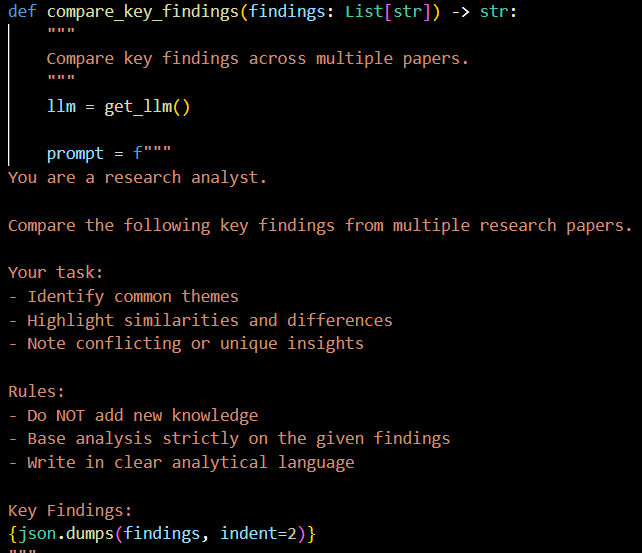 def compare_key_findings(findings: List[str]) -> str:
"""
Compare key findings across multiple papers.
"""
llm = get_llm()
prompt = f"""
You are a research analyst.
Compare the following key findings from multiple research papers.
Your task:
- Identify common themes
- Highlight similarities and differences
- Note conflicting or unique insights
Rules:
- Do NOT add new knowledge
- Base analysis strictly on the given findings
- Write in clear analytical language
Key Findings:
{json.dumps(findings, indent=2)}
"""